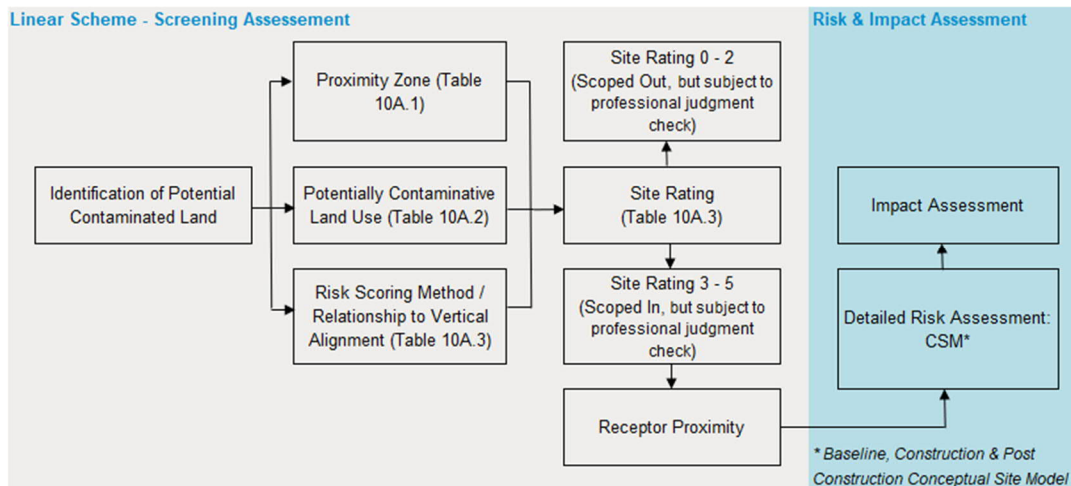 Linear Scheme - Screening Assessement
Risk & Impact Assessment
Proximity Zone (Table
10A.1)
Site Rating 0 - 2
(Scoped Out, but subject to
professional judgment
check)
Identification of Potential
Contaminated Land
Potentially Contaminative
Land Use (Table 10A.2)
Site Rating
(Table 10A.3)
Impact Assessment
Risk Scoring Method /
Relationship to Vertical
Alignment (Table 10A.3)
Site Rating 3 - 5
(Scoped In, but subject to
professional judgment
check)
Detailed Risk Assessment:
CSM*
Receptor Proximity
* Baseline, Construction & Post
Construction Conceptual Site Model